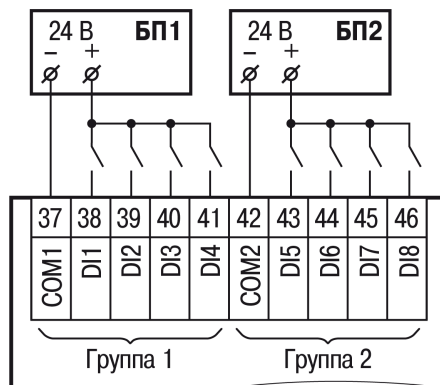 24 В БП1
− +
24 В БП2
− +
37 38 39 40 41 42 43 44 45 46
COM1 DI1 DI2 DI3 DI4 COM2 DI5 DI6 DI7 DI8
Группа 1 Группа 2